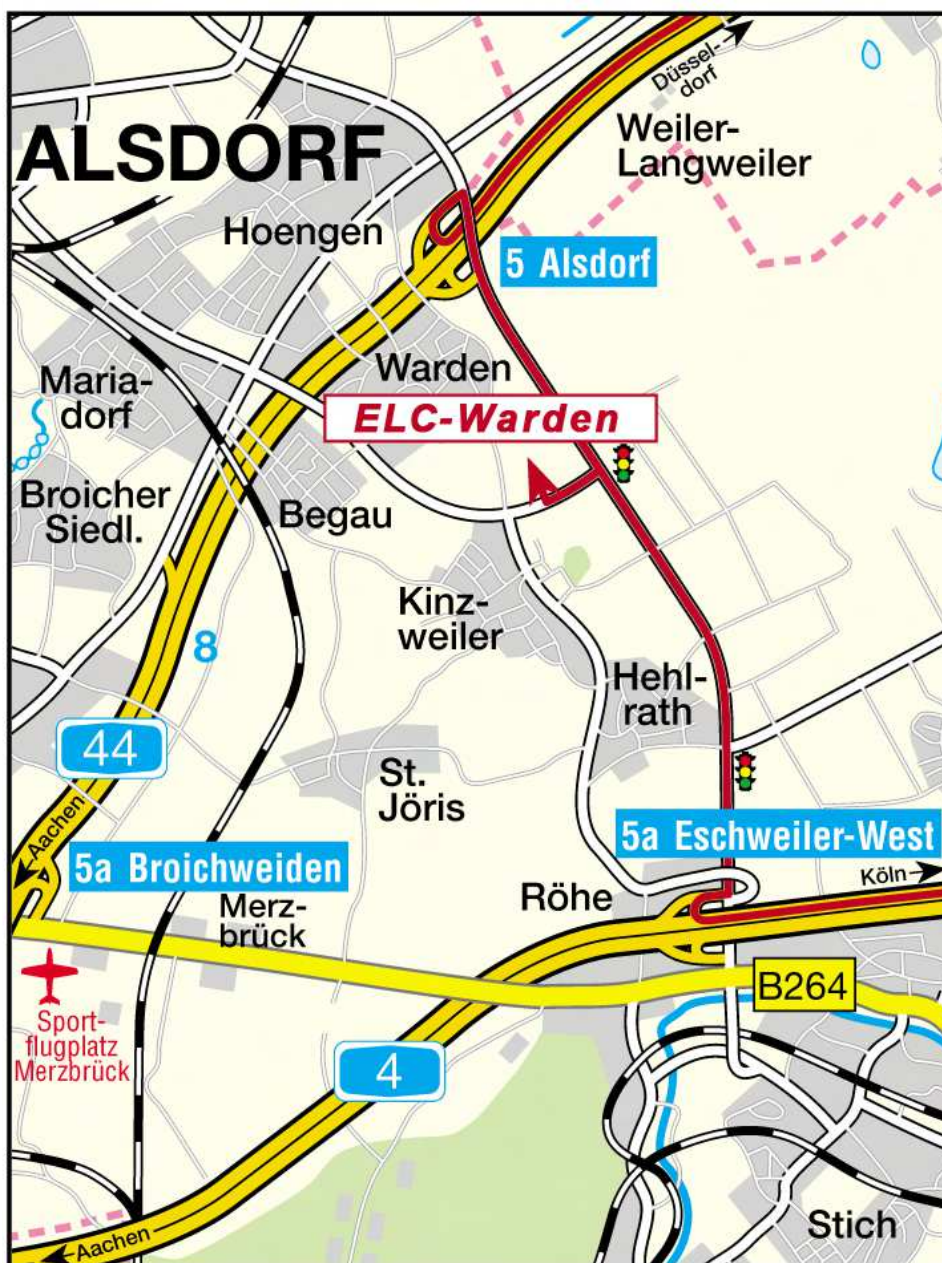 Düssel-
dorf
ALSDORF
Weiler-
Langweiler
Hoengen
5 Alsdorf
Warden
Maria-
dorf
ELC-Warden
Broicher
Siedl.
Begau
Kinz-
weiler
8
Hehl-
rath
44
St.
Jöris
Aachen
5a Broichweiden
5a Eschweiler-West
Köln
Röhe
Merz-
brück
B264
Sport-
flugplatz
Merzbrück
4
Stich
Aachen